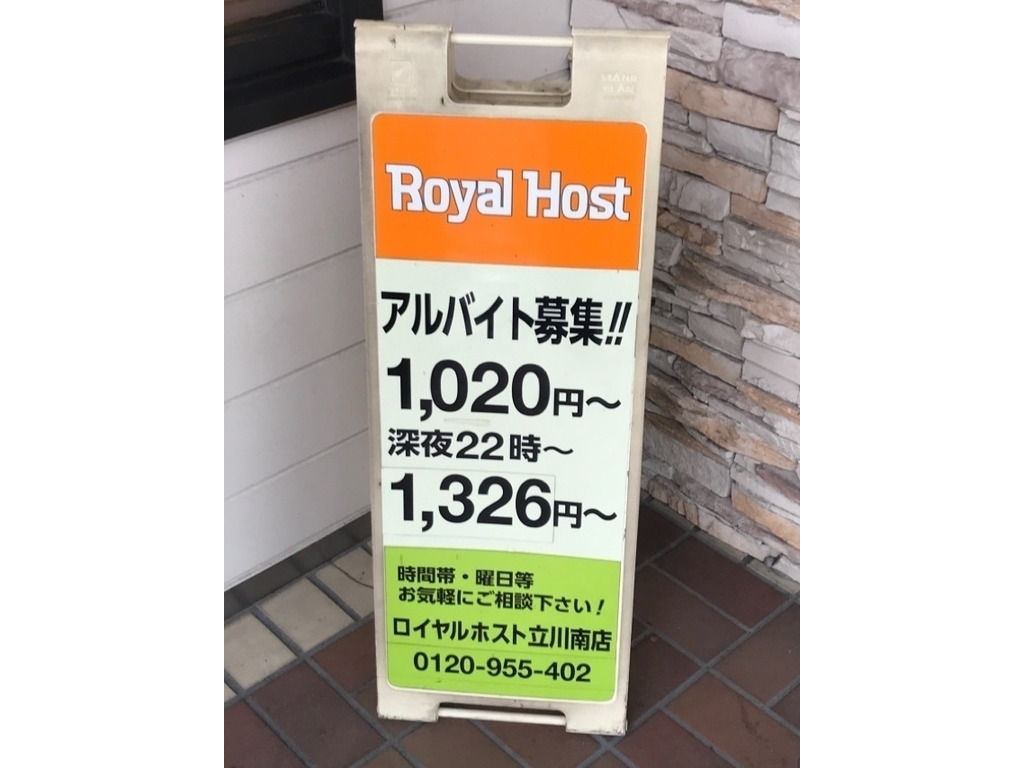 Royal Host
アルバイト募集!!
1,020円～
深夜22時～
1,326円～
時間帯・曜日等
お気軽にご相談下さい!
ロイヤルホスト立川南店
0120-955-402